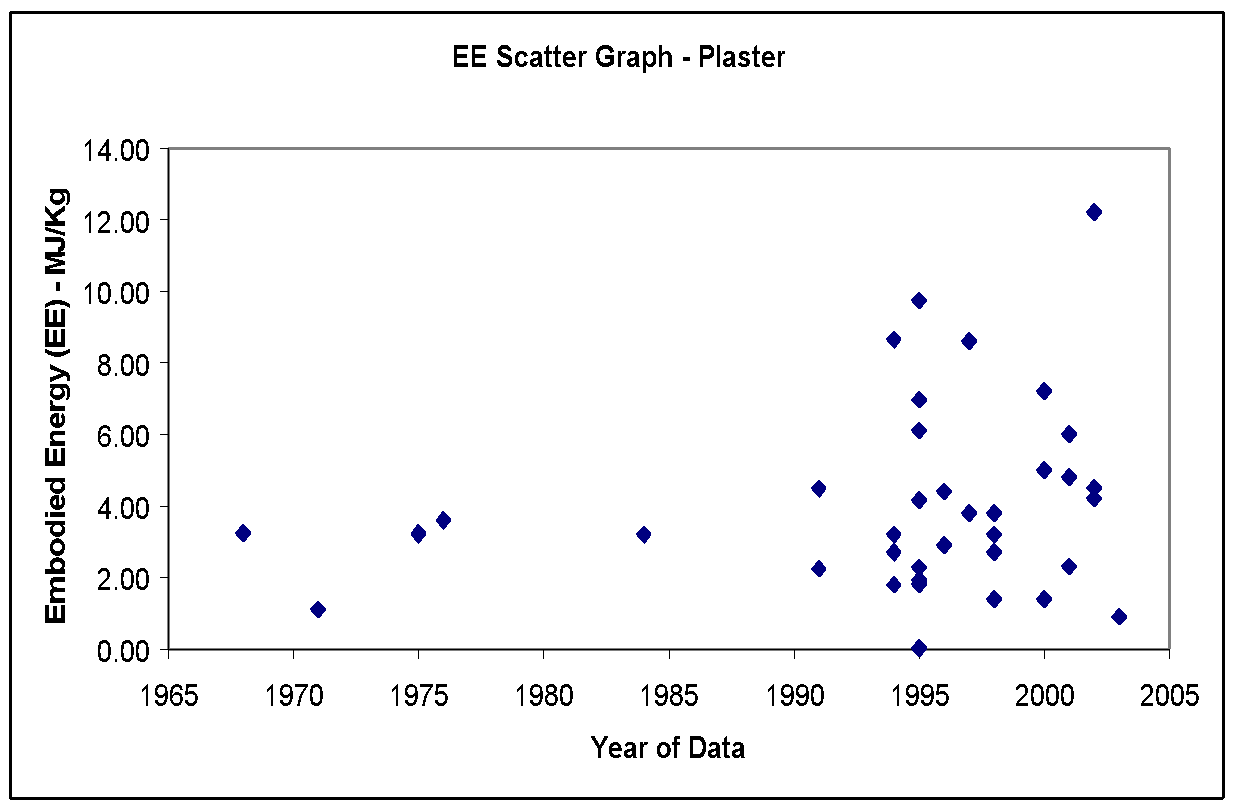 EE Scatter Graph - Plaster
Embodied Energy (EE) - MJ/Kg
14.00
12.00
10.00
8.00
6.00
4.00
2.00
0.00
1965 1970 1975 1980 1985 1990 1995 2000 2005
Year of Data